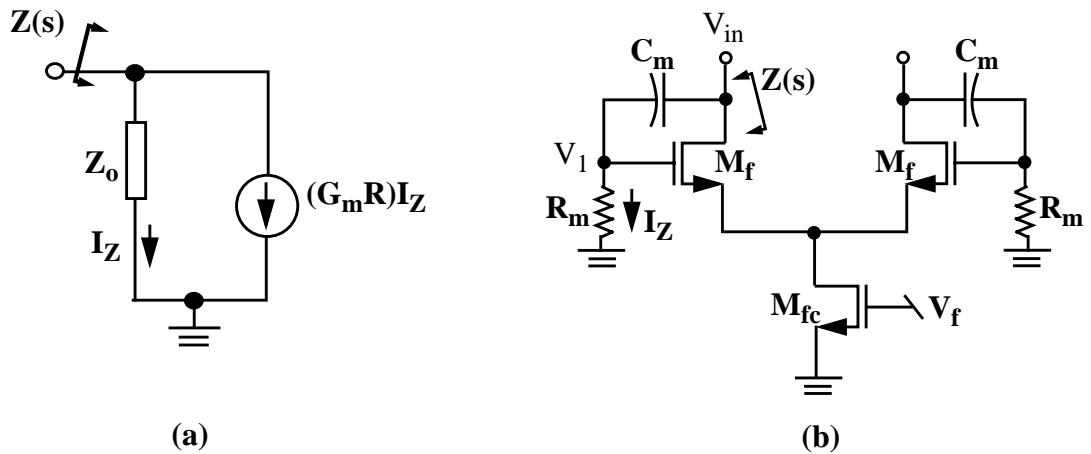 Z(s)
Z_o
I_Z
(G_mR)I_Z
(a)
V_in
C_m
Z(s)
V_1
M_f
R_m
I_Z
C_m
M_f
R_m
M_fc
V_f
(b)